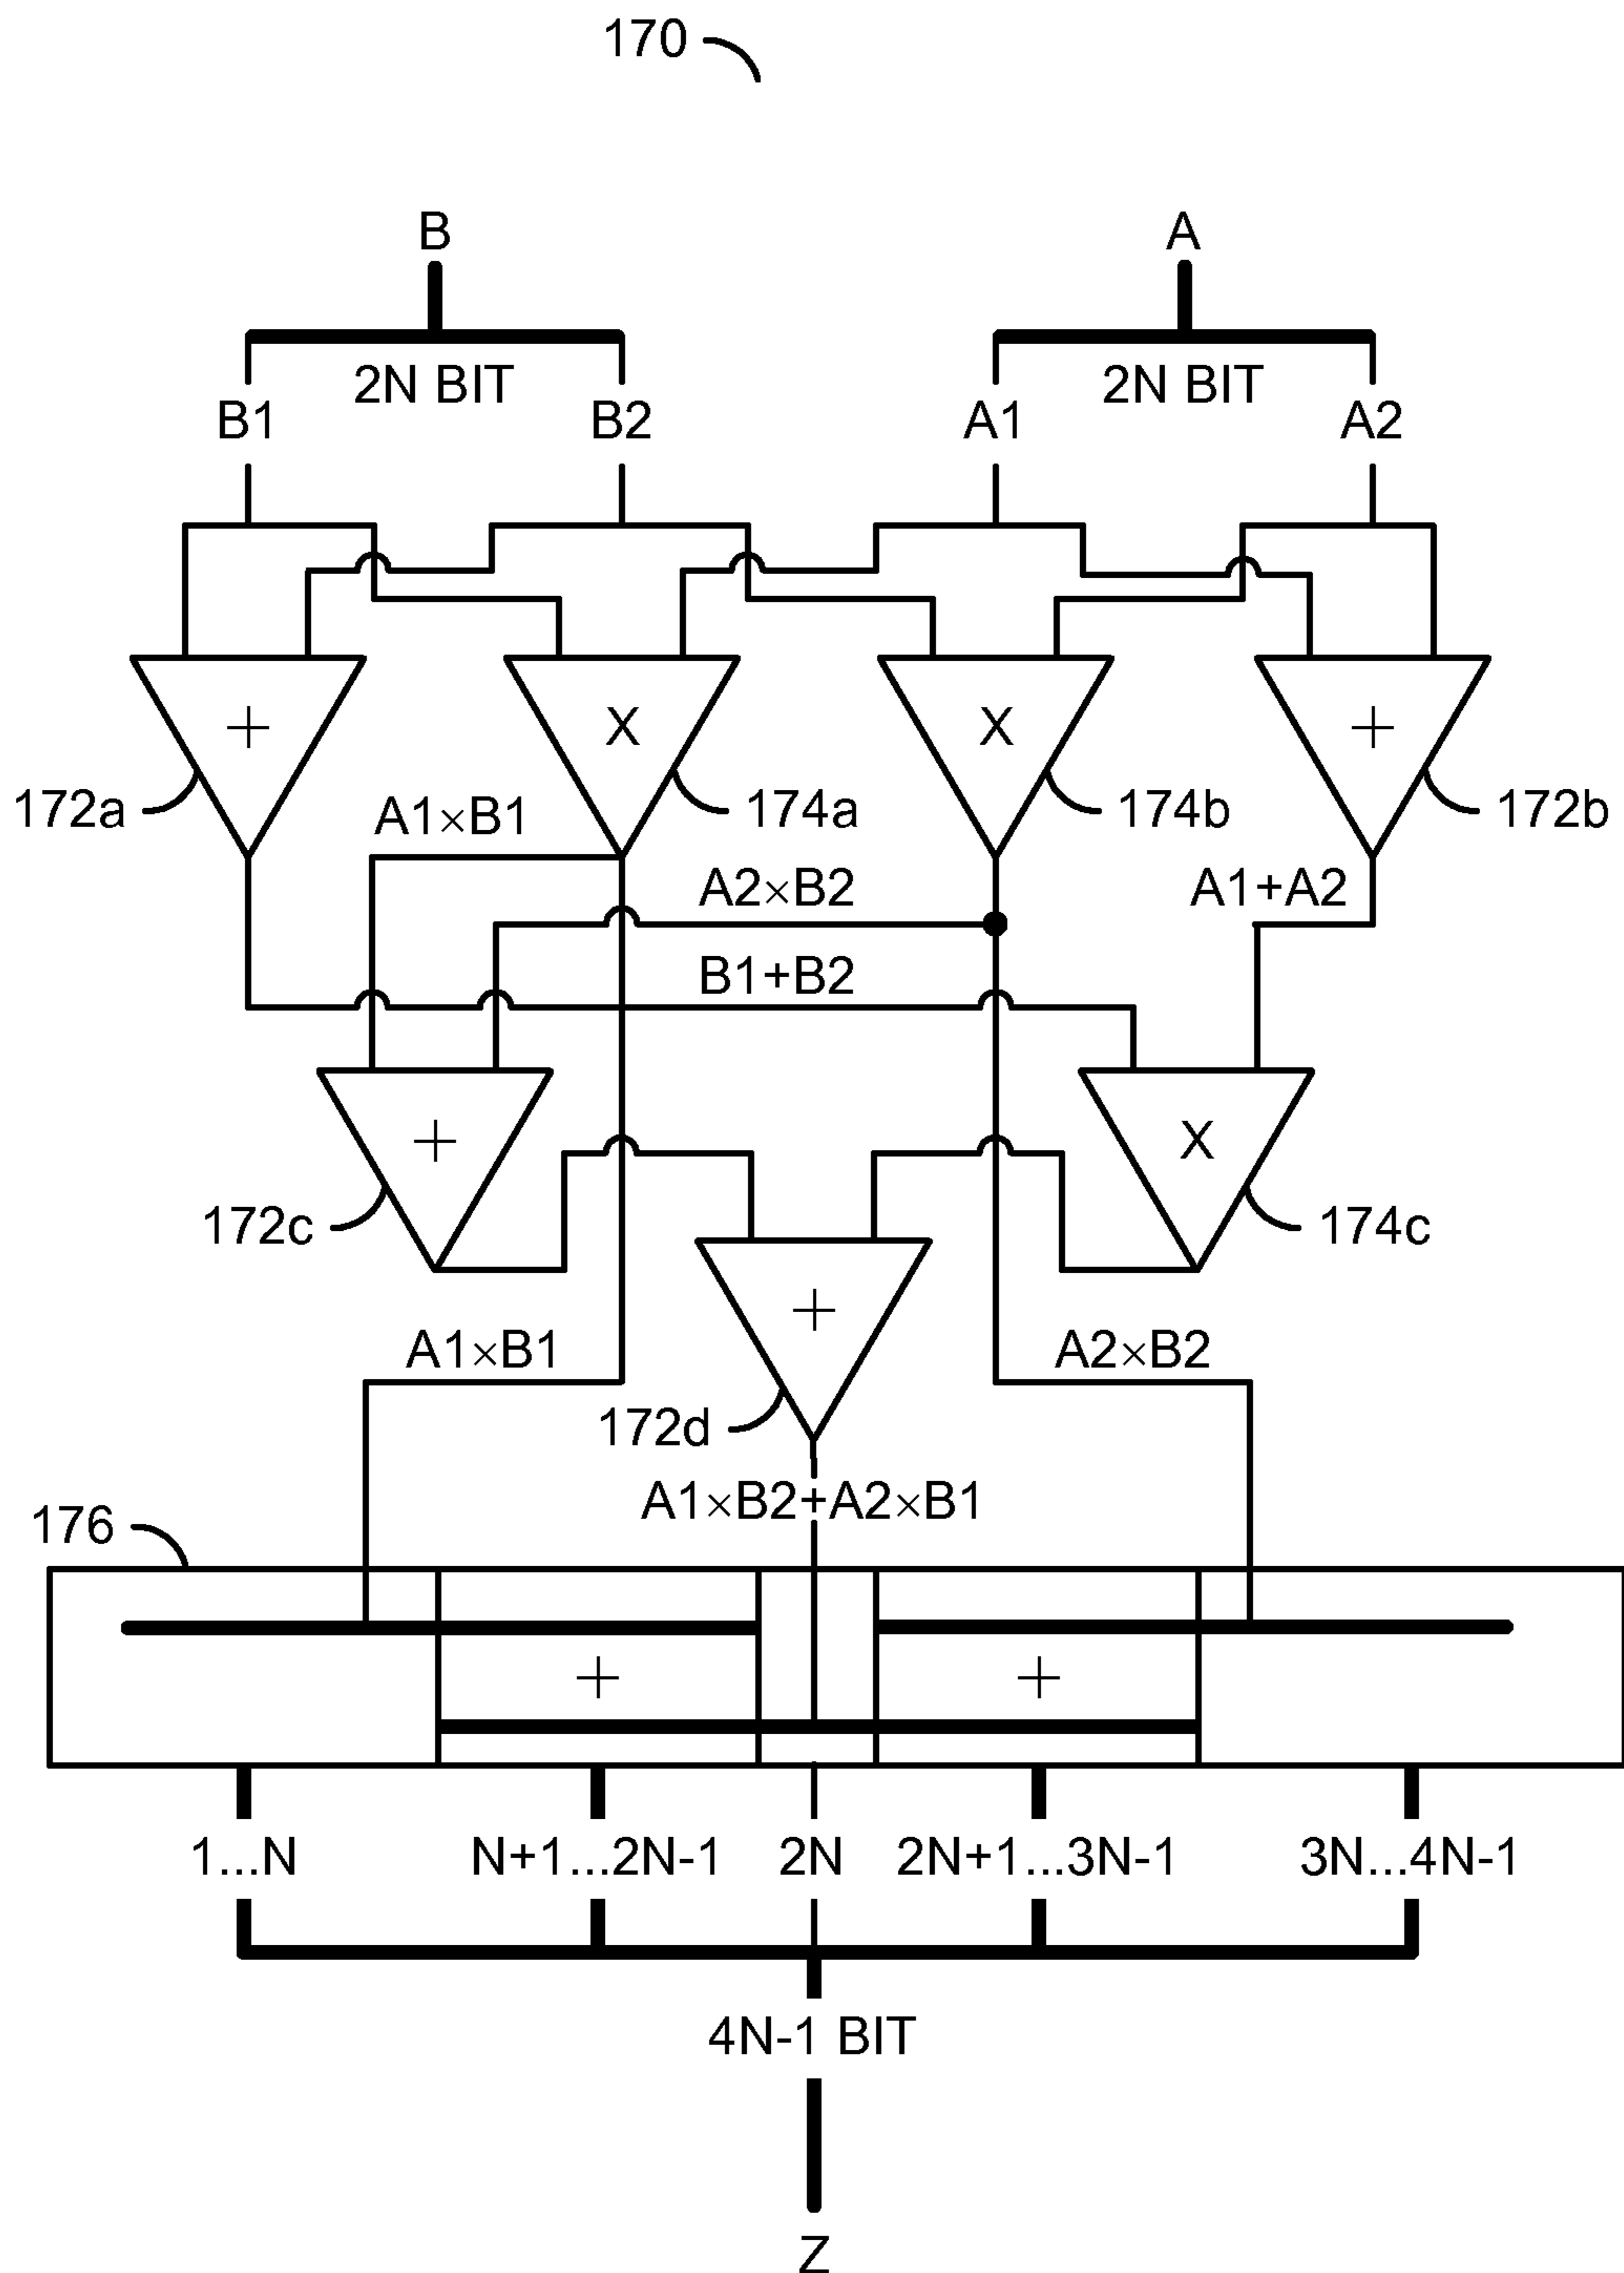 170
B A
2N BIT 2N BIT
B1 B2 A1 A2
+ X X +
172a 174a 174b 172b
A1×B1
A2×B2 A1+A2
B1+B2
+ X
172c 174c
+
A1×B1 A2×B2
172d
A1×B2+A2×B1
176
+ +
1...N N+1...2N-1 2N 2N+1...3N-1 3N...4N-1
4N-1 BIT
Z